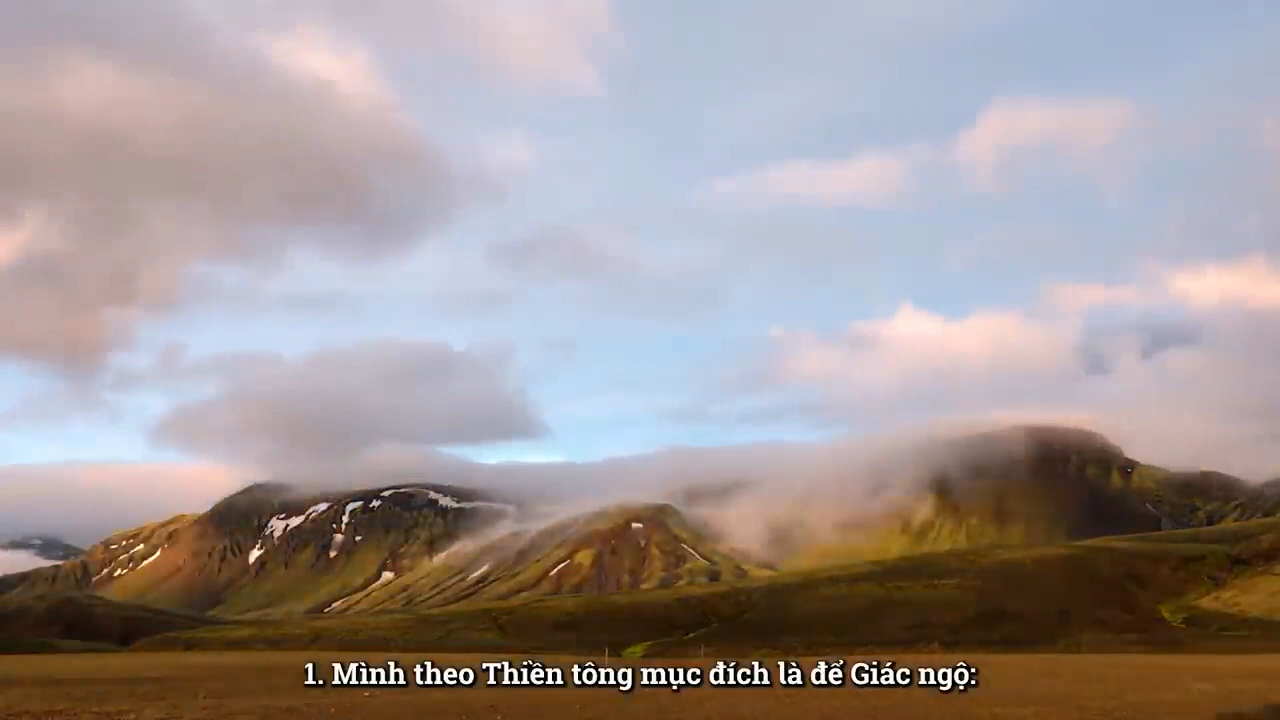 1. Mình theo Thiền tông mục đích là để Giác ngộ: